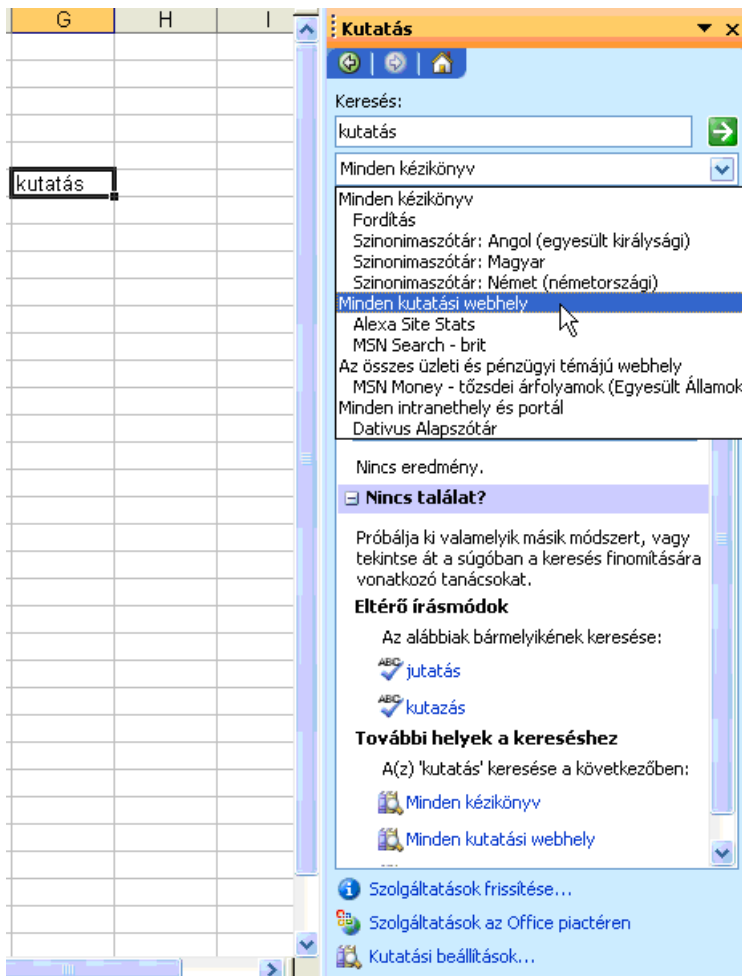 G H I
kutatás
Kutatás
Keresés:
kutatás
Minden kézikönyv
Minden kézikönyv
Fordítás
Szinonimaszótár: Angol (egyesült királysági)
Szinonimaszótár: Magyar
Szinonimaszótár: Német (németországi)
Minden kutatási webhely
Alexa Site Stats
MSN Search - brit
Az összes üzleti és pénzügyi témájú webhely
MSN Money - tőzsdei árfolyamok (Egyesült Államok
Minden intranethely és portál
Dativus Alapszótár
Nincs eredmény.
Nincs találat?
Próbálja ki valamelyik másik módszert, vagy
tekintse át a súgóban a keresés finomítására
vonatkozó tanácsokat.
Eltérő írásmódok
Az alábbiak bármelyikének keresése:
ABC jutatás
ABC kutazás
További helyek a kereséshez
A(z) 'kutatás' keresése a következőben:
Minden kézikönyv
Minden kutatási webhely
Szolgáltatások frissítése...
Szolgáltatások az Office piactéren
Kutatási beállítások...